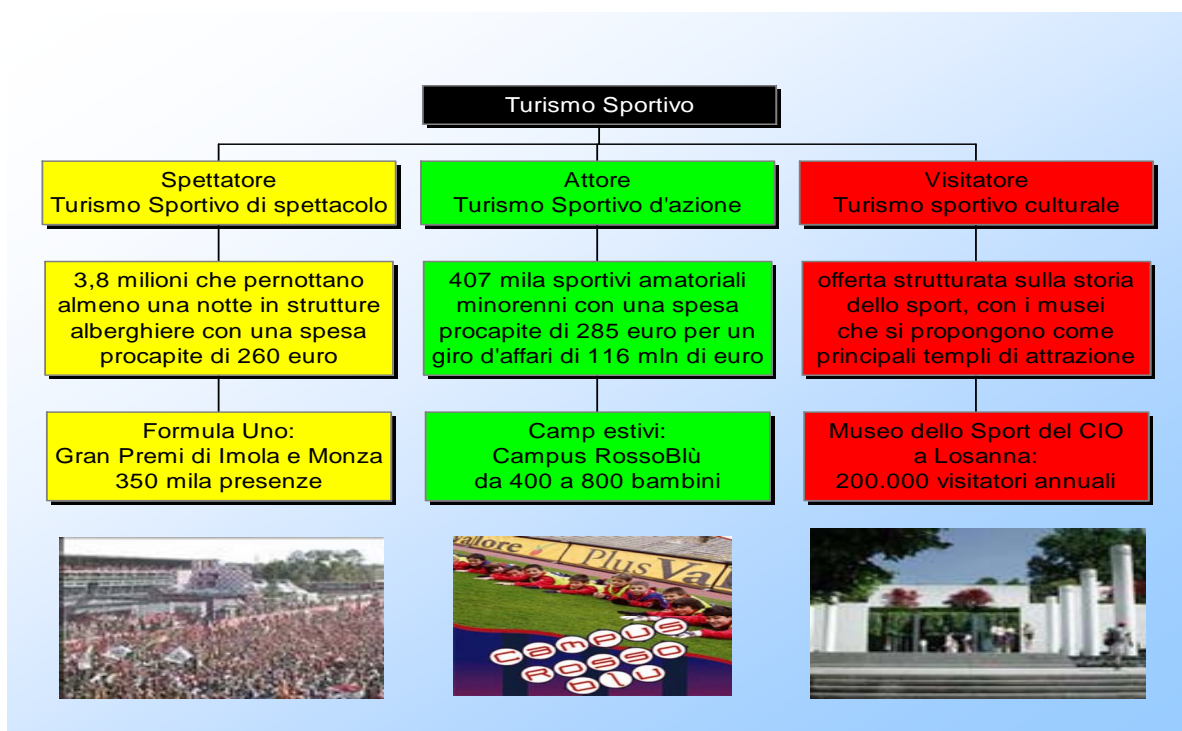 Turismo Sportivo
Spettatore
Turismo Sportivo di spettacolo
Attore
Turismo Sportivo d'azione
Visitatore
Turismo sportivo culturale
3,8 milioni che pernottano
almeno una notte in strutture
alberghiere con una spesa
procapite di 260 euro
407 mila sportivi amatoriali
minorenni con una spesa
procapite di 285 euro per un
giro d'affari di 116 mln di euro
offerta strutturata sulla storia
dello sport, con i musei
che si propongono come
principali templi di attrazione
Formula Uno:
Gran Premi di Imola e Monza
350 mila presenze
Camp estivi:
Campus RossoBlù
da 400 a 800 bambini
Museo dello Sport del CIO
a Losanna:
200.000 visitatori annuali
Plus Val
CAMPUS
ROSSO
BLU